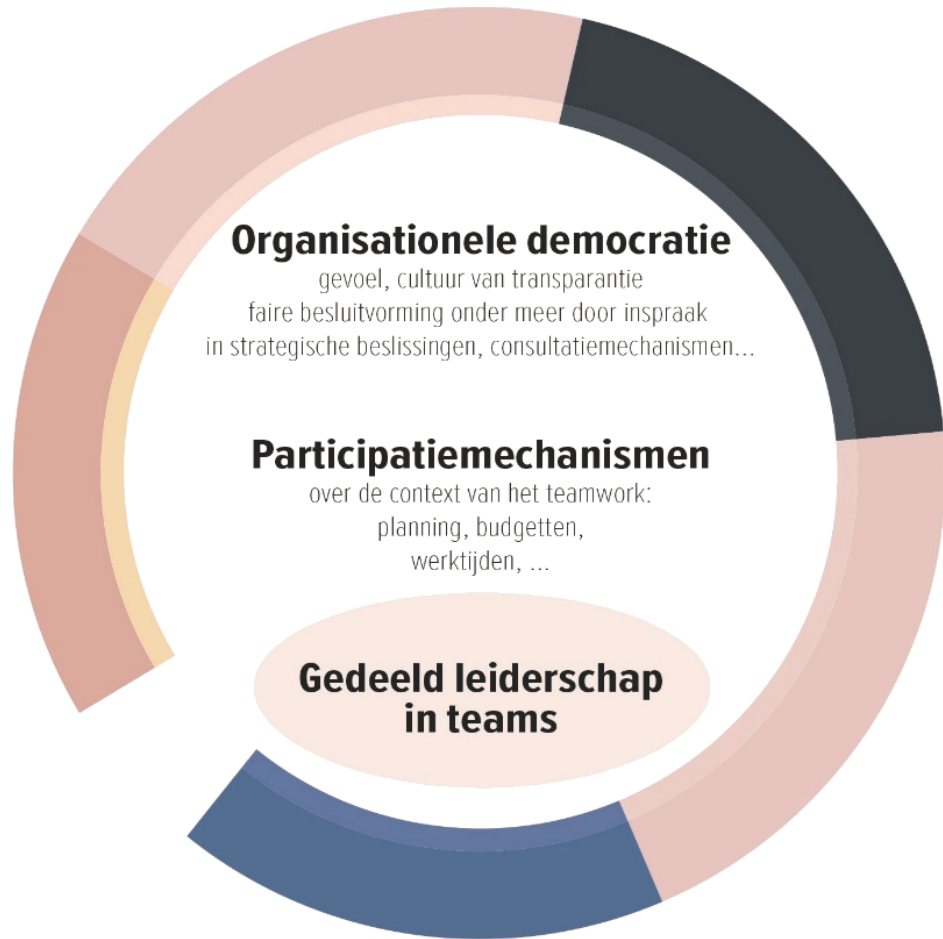 Organisationele democratie
gevoel, cultuur van transparantie
faire besluitvorming onder meer door inspraak
in strategische beslissingen, consultatiemechanismen...
Participatiemechanismen
over de context van het teamwork:
planning, budgetten,
werktijden, ...
Gedeeld leiderschap
in teams